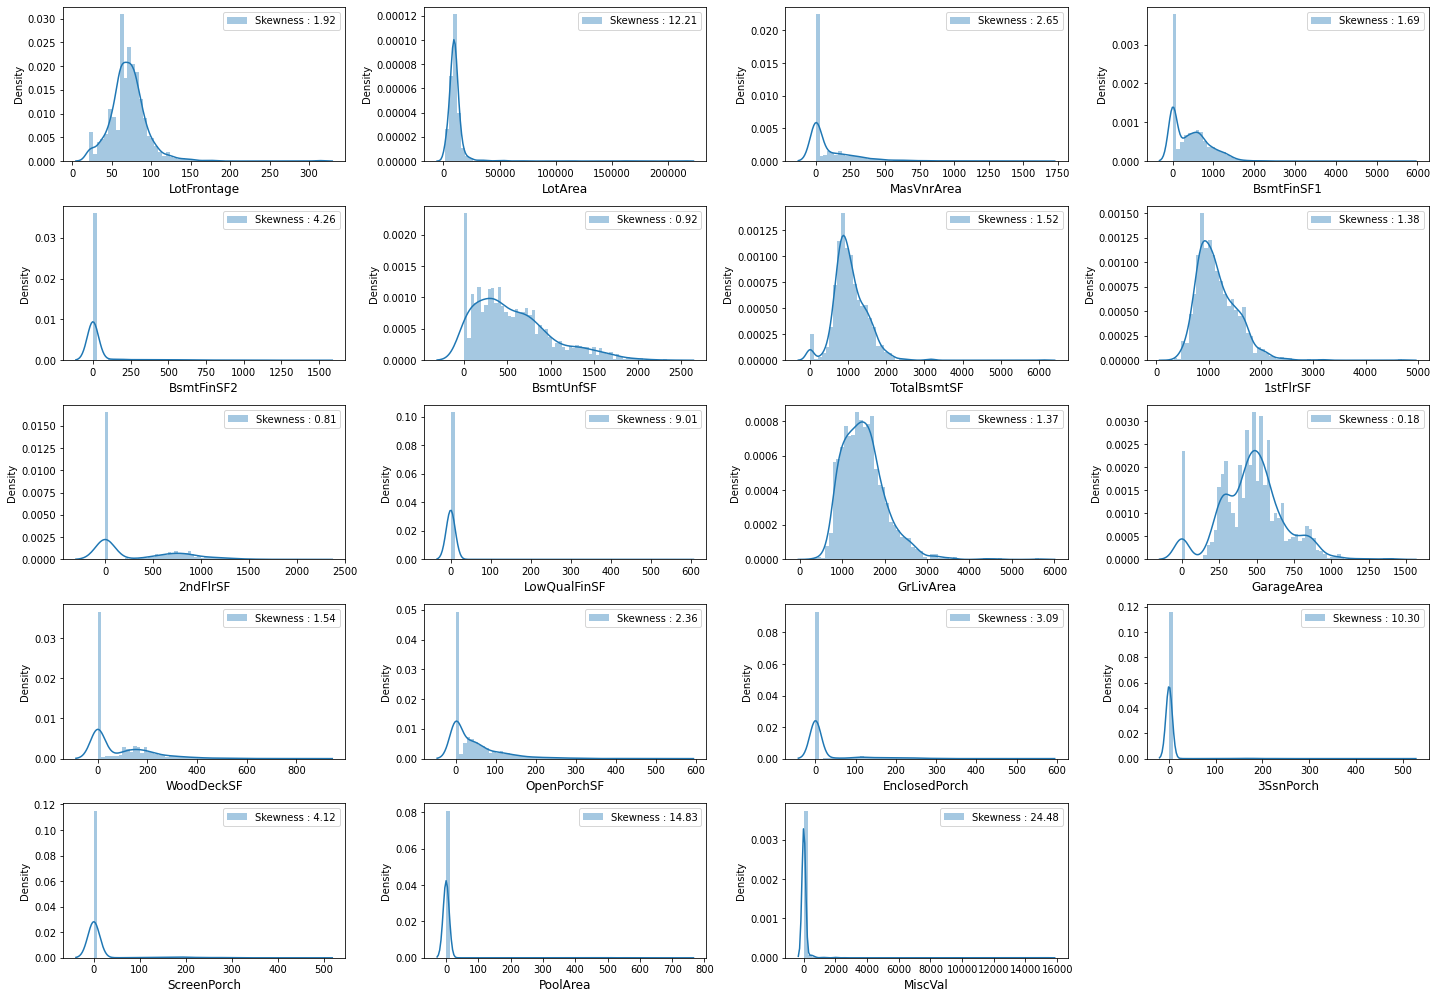 Skewness : 1.92
Density
0.030
0.025
0.020
0.015
0.010
0.005
0.000
0 50 100 150 200 250 300
LotFrontage
Skewness : 12.21
Density
0.00012
0.00010
0.00008
0.00006
0.00004
0.00002
0.00000
0 50000 100000 150000 200000
LotArea
Skewness : 2.65
Density
0.020
0.015
0.010
0.005
0.000
0 250 500 750 1000 1250 1500 1750
MasVnrArea
Skewness : 1.69
Density
0.003
0.002
0.001
0.000
0 1000 2000 3000 4000 5000 6000
BsmtFinSF1
Skewness : 4.26
Density
0.03
0.02
0.01
0.00
0 250 500 750 1000 1250 1500
BsmtFinSF2
Skewness : 0.92
Density
0.0020
0.0015
0.0010
0.0005
0.0000
0 500 1000 1500 2000 2500
BsmtUnfSF
Skewness : 1.52
Density
0.00125
0.00100
0.00075
0.00050
0.00025
0.00000
0 1000 2000 3000 4000 5000 6000
TotalBsmtSF
Skewness : 1.38
Density
0.00150
0.00125
0.00100
0.00075
0.00050
0.00025
0.00000
0 1000 2000 3000 4000 5000
1stFlrSF
Skewness : 0.81
Density
0.0150
0.0125
0.0100
0.0075
0.0050
0.0025
0.0000
0 500 1000 1500 2000 2500
2ndFlrSF
Skewness : 9.01
Density
0.10
0.08
0.06
0.04
0.02
0.00
0 100 200 300 400 500 600
LowQualFinSF
Skewness : 1.37
Density
0.0008
0.0006
0.0004
0.0002
0.0000
0 1000 2000 3000 4000 5000 6000
GrLivArea
Skewness : 0.18
Density
0.0030
0.0025
0.0020
0.0015
0.0010
0.0005
0.0000
0 250 500 750 1000 1250 1500
GarageArea
Skewness : 1.54
Density
0.03
0.02
0.01
0.00
0 200 400 600 800
WoodDeckSF
Skewness : 2.36
Density
0.05
0.04
0.03
0.02
0.01
0.00
0 100 200 300 400 500 600
OpenPorchSF
Skewness : 3.09
Density
0.08
0.06
0.04
0.02
0.00
0 100 200 300 400 500 600
EnclosedPorch
Skewness : 10.30
Density
0.12
0.10
0.08
0.06
0.04
0.02
0.00
0 100 200 300 400 500
3SsnPorch
Skewness : 4.12
Density
0.12
0.10
0.08
0.06
0.04
0.02
0.00
0 100 200 300 400 500
ScreenPorch
Skewness : 14.83
Density
0.08
0.06
0.04
0.02
0.00
0 100 200 300 400 500 600 700 800
PoolArea
Skewness : 24.48
Density
0.003
0.002
0.001
0.000
0 2000 4000 6000 8000 10000 12000 14000 16000
MiscVal